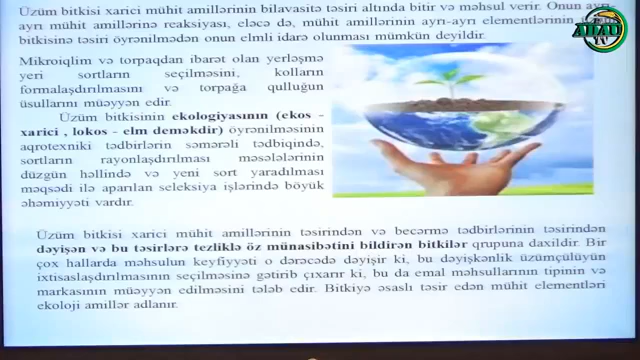 Üzüm bitkisi xarici mühit amillərinin bilavasitə təsiri altında bitir və məhsul verir. Onun ayrı-
ayrı mühit amillərinə reaksiyası, eləcə də, mühit amillərinin ayrı-ayrı elementlərinin
bitkisinə təsiri öyrənilmədən onun elmli idarə olunması mümkün deyildir.
ADAU
TV
Mikroiqlim və torpaqdan ibarət olan yerləşmə
yeri sortların seçilməsini, kolların
formalaşdırılmasını və torpağa qulluğun
üsullarını müəyyən edir.
Üzüm bitkisinin ekologiyasının (ekos -
xarici , lokos - elm deməkdir) öyrənilməsinin
aqrotexniki tədbirlərin səmərəli tədbiqində,
sortların rayonlaşdırılması məsələlərinin
düzgün həllində və yeni sort yaradılması
məqsədi ilə aparılan seleksiya işlərində böyük
əhəmiyyəti vardır.
Üzüm bitkisi xarici mühit amillərinin təsirindən və becərmə tədbirlərinin təsirindən
dəyişən və bu təsirlərə tezliklə öz münasibətini bildirən bitkilər qrupuna daxildir. Bir
çox hallarda məhsulun keyfiyyəti o dərəcədə dəyişir ki, bu dəyişkənlik üzümçülüyün
ixtisaslaşdırılmasının seçilməsinə gətirib çıxarır ki, bu da emal məhsullarının tipinin və
markasının müəyyən edilməsini tələb edir. Bitkiyə əsaslı təsir edən mühit elementləri
ekoloji amillər adlanır.